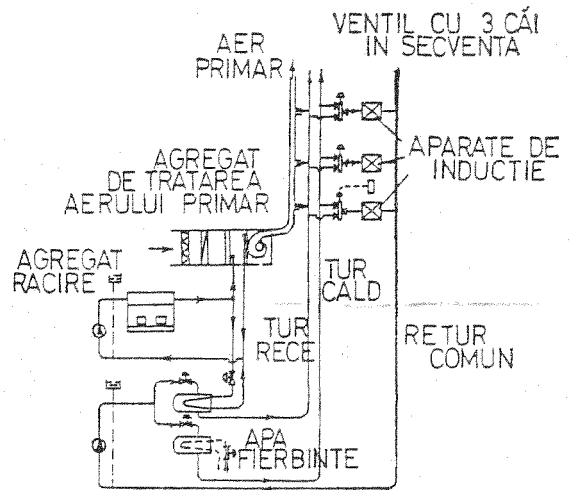 VENTIL CU 3 CĂI
IN SECVENTA
AER
PRIMAR
AGREGAT
DE TRATAREA
AERULUI PRIMAR
APARATE DE
INDUCTIE
AGREGAT
RACIRE
TUR
CALD
TUR
RECE
RETUR
COMUN
APA
FIERBINTE